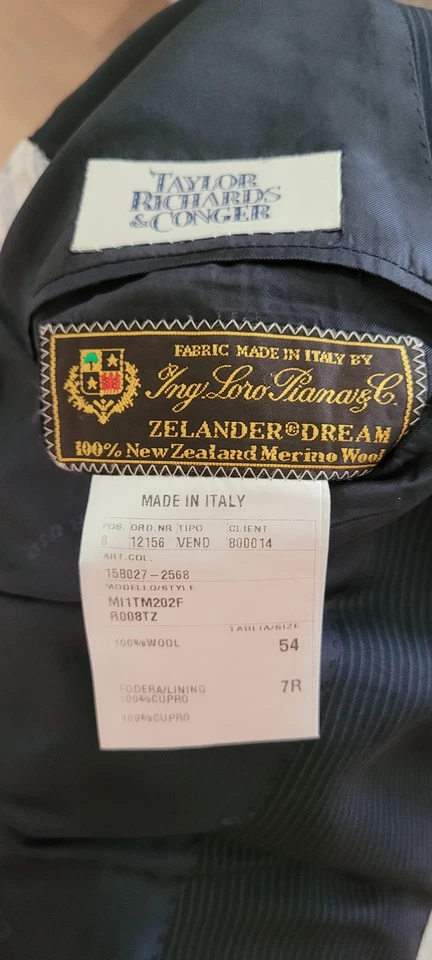 TAYLOR
RICHARDS
& CONGER
FABRIC MADE IN ITALY BY
Ing. Loro Piana & C.
ZELANDER® DREAM
100% New Zealand Merino Wool
MADE IN ITALY
POS. ORD.NR TIPO CLIENT
8 12156 VEND 800014
ART.COL.
158027-2568
MODELLO/STYLE
MI1TM202F
R008TZ
TAGLIA/SIZE
100%WOOL 54
FODERA/LINING 7R
100%CUPRO
100%CUPRO